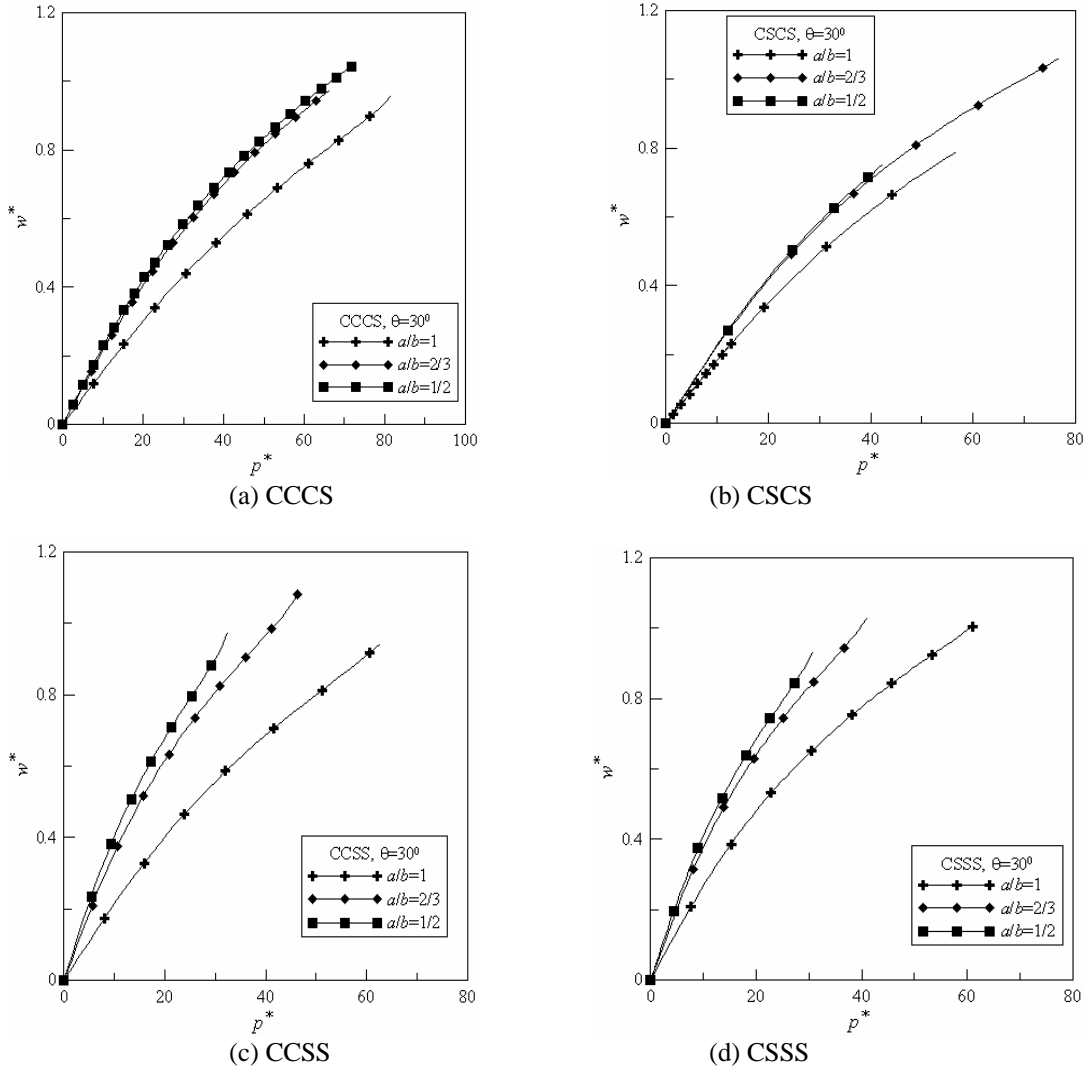 1.2
0.8
w*
0.4
CCCS, θ=30⁰
a/b=1
a/b=2/3
a/b=1/2
0
0 20 40 60 80 100
p*
(a) CCCS
1.2
CSCS, θ=30⁰
a/b=1
a/b=2/3
a/b=1/2
0.8
w*
0.4
0
0 20 40 60 80
p*
(b) CSCS
1.2
0.8
w*
0.4
CCSS, θ=30⁰
a/b=1
a/b=2/3
a/b=1/2
0
0 20 40 60 80
p*
(c) CCSS
1.2
0.8
w*
0.4
CSSS, θ=30⁰
a/b=1
a/b=2/3
a/b=1/2
0
0 20 40 60 80
p*
(d) CSSS